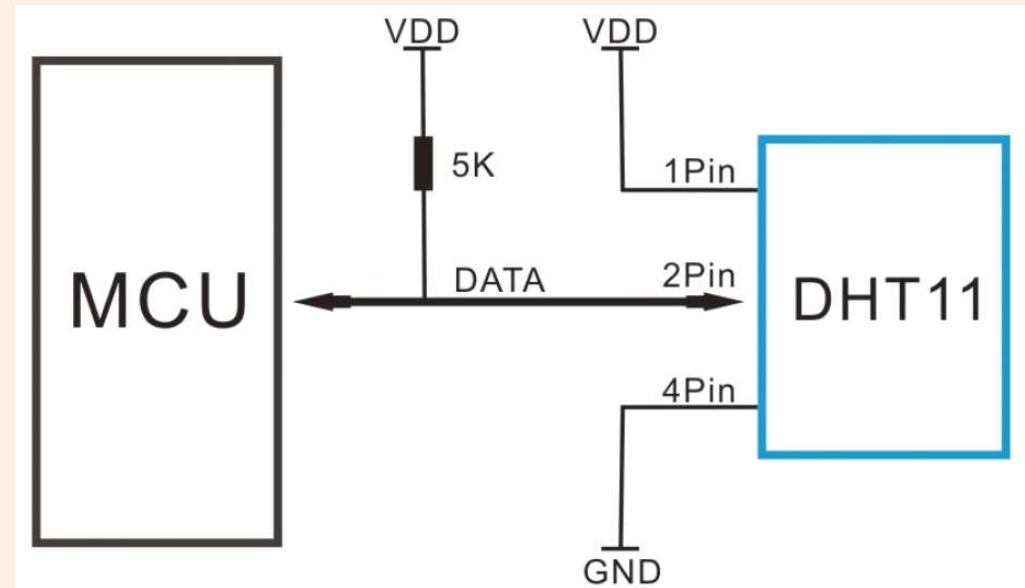 VDD
VDD
5K
1Pin
MCU
DATA
2Pin
DHT11
4Pin
GND